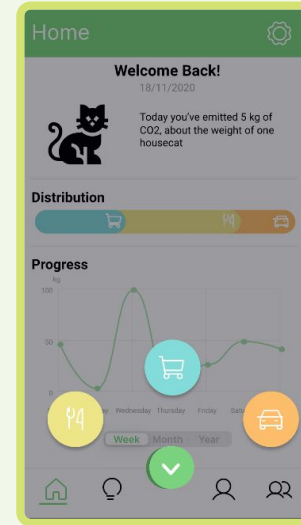 Home
Welcome Back!
18/11/2020
Today you've emitted 5 kg of
CO2, about the weight of one
housecat
Distribution
Progress
kg
100
50
0
Wednesday Thursday Friday
Week Month Year